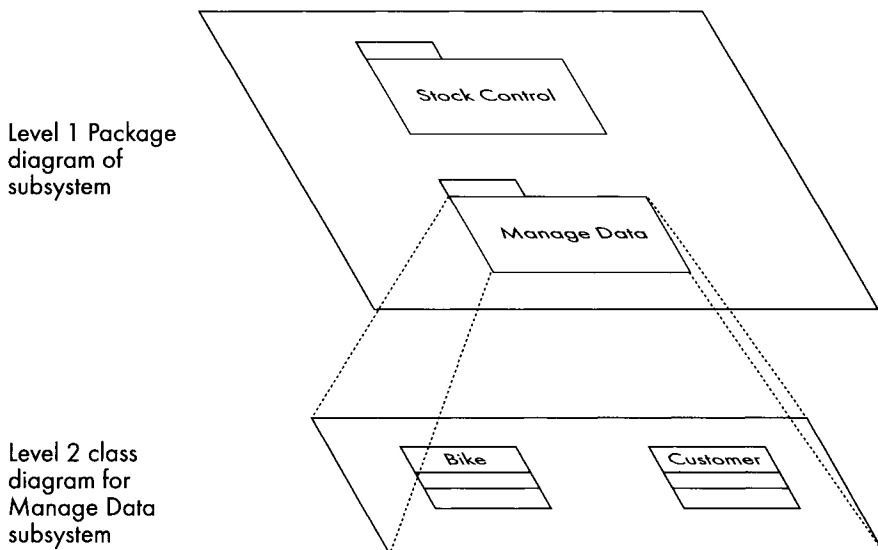 Stock Control
Level 1 Package
diagram of
subsystem
Manage Data
Level 2 class
diagram for
Manage Data
subsystem
Bike
Customer